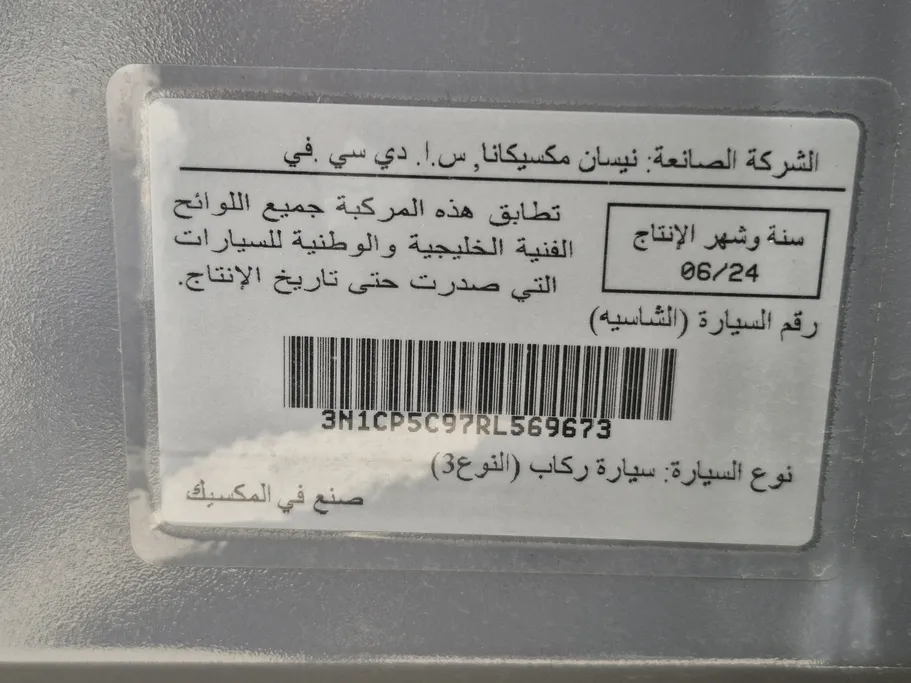 الشركة الصانعة: نيسان مكسيكانا, س.ا. دي سي .في
سنة وشهر الإنتاج
06/24
تطابق هذه المركبة جميع اللوائح
الفنية الخليجية والوطنية للسيارات
التي صدرت حتى تاريخ الإنتاج.
رقم السيارة (الشاسيه)
3N1CP5C97RL569673
نوع السيارة: سيارة ركاب (النوع3)
صنع في المكسيك